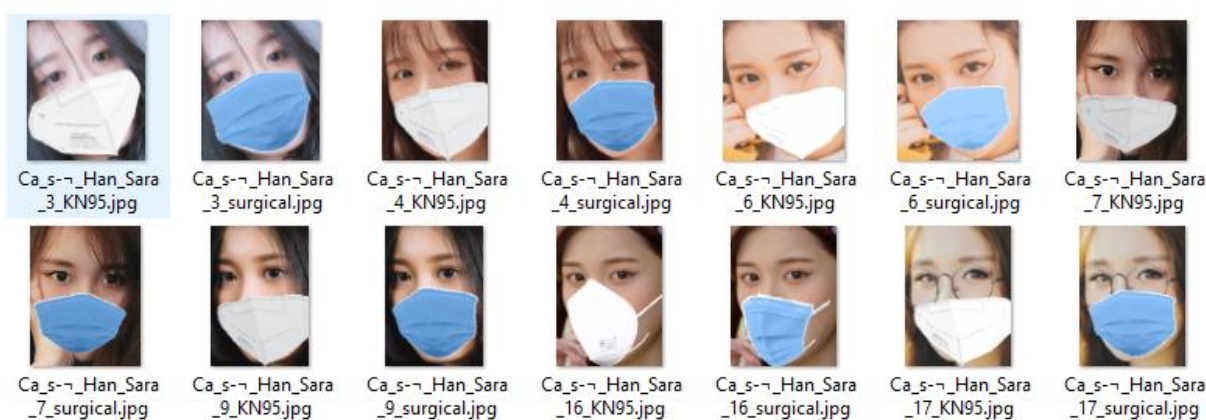 Ca_s-¬_Han_Sara
_3_KN95.jpg
Ca_s-¬_Han_Sara
_3_surgical.jpg
Ca_s-¬_Han_Sara
_4_KN95.jpg
Ca_s-¬_Han_Sara
_4_surgical.jpg
Ca_s-¬_Han_Sara
_6_KN95.jpg
Ca_s-¬_Han_Sara
_6_surgical.jpg
Ca_s-¬_Han_Sara
_7_KN95.jpg
Ca_s-¬_Han_Sara
_7_surgical.jpg
Ca_s-¬_Han_Sara
_9_KN95.jpg
Ca_s-¬_Han_Sara
_9_surgical.jpg
Ca_s-¬_Han_Sara
_16_KN95.jpg
Ca_s-¬_Han_Sara
_16_surgical.jpg
Ca_s-¬_Han_Sara
_17_KN95.jpg
Ca_s-¬_Han_Sara
_17_surgical.jpg